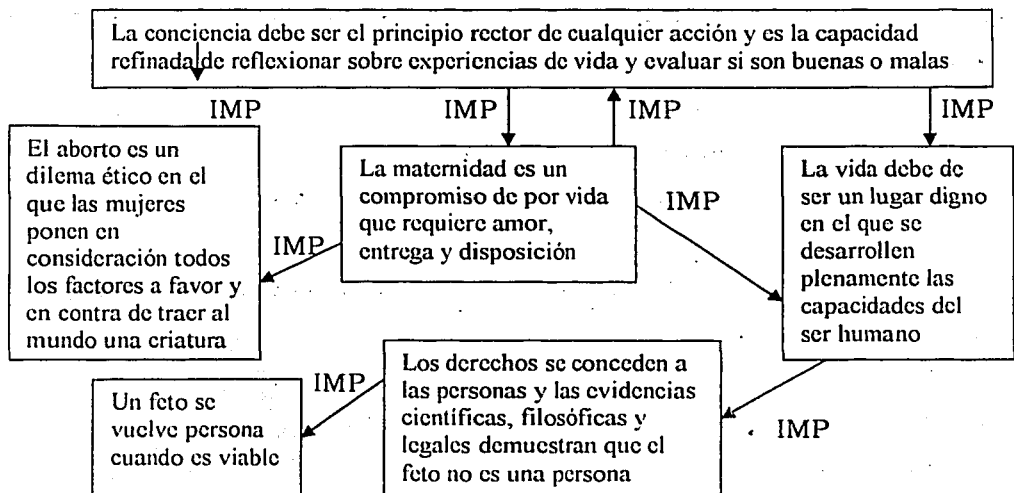 La conciencia debe ser el principio rector de cualquier acción y es la capacidad
refinada de reflexionar sobre experiencias de vida y evaluar si son buenas o malas
IMP
IMP
IMP
IMP
El aborto es un
dilema ético en el
que las mujeres
ponen en
consideración todos
los factores a favor y
en contra de traer al
mundo una criatura
IMP
La maternidad es un
compromiso de por vida
que requiere amor,
entrega y disposición
IMP
La vida debe de
ser un lugar digno
en el que se
desarrollen
plenamente las
capacidades del
ser humano
Un feto se
vuelve persona
cuando es viable
IMP
Los derechos se conceden a
las personas y las evidencias
científicas, filosóficas y
legales demuestran que el
feto no es una persona
IMP